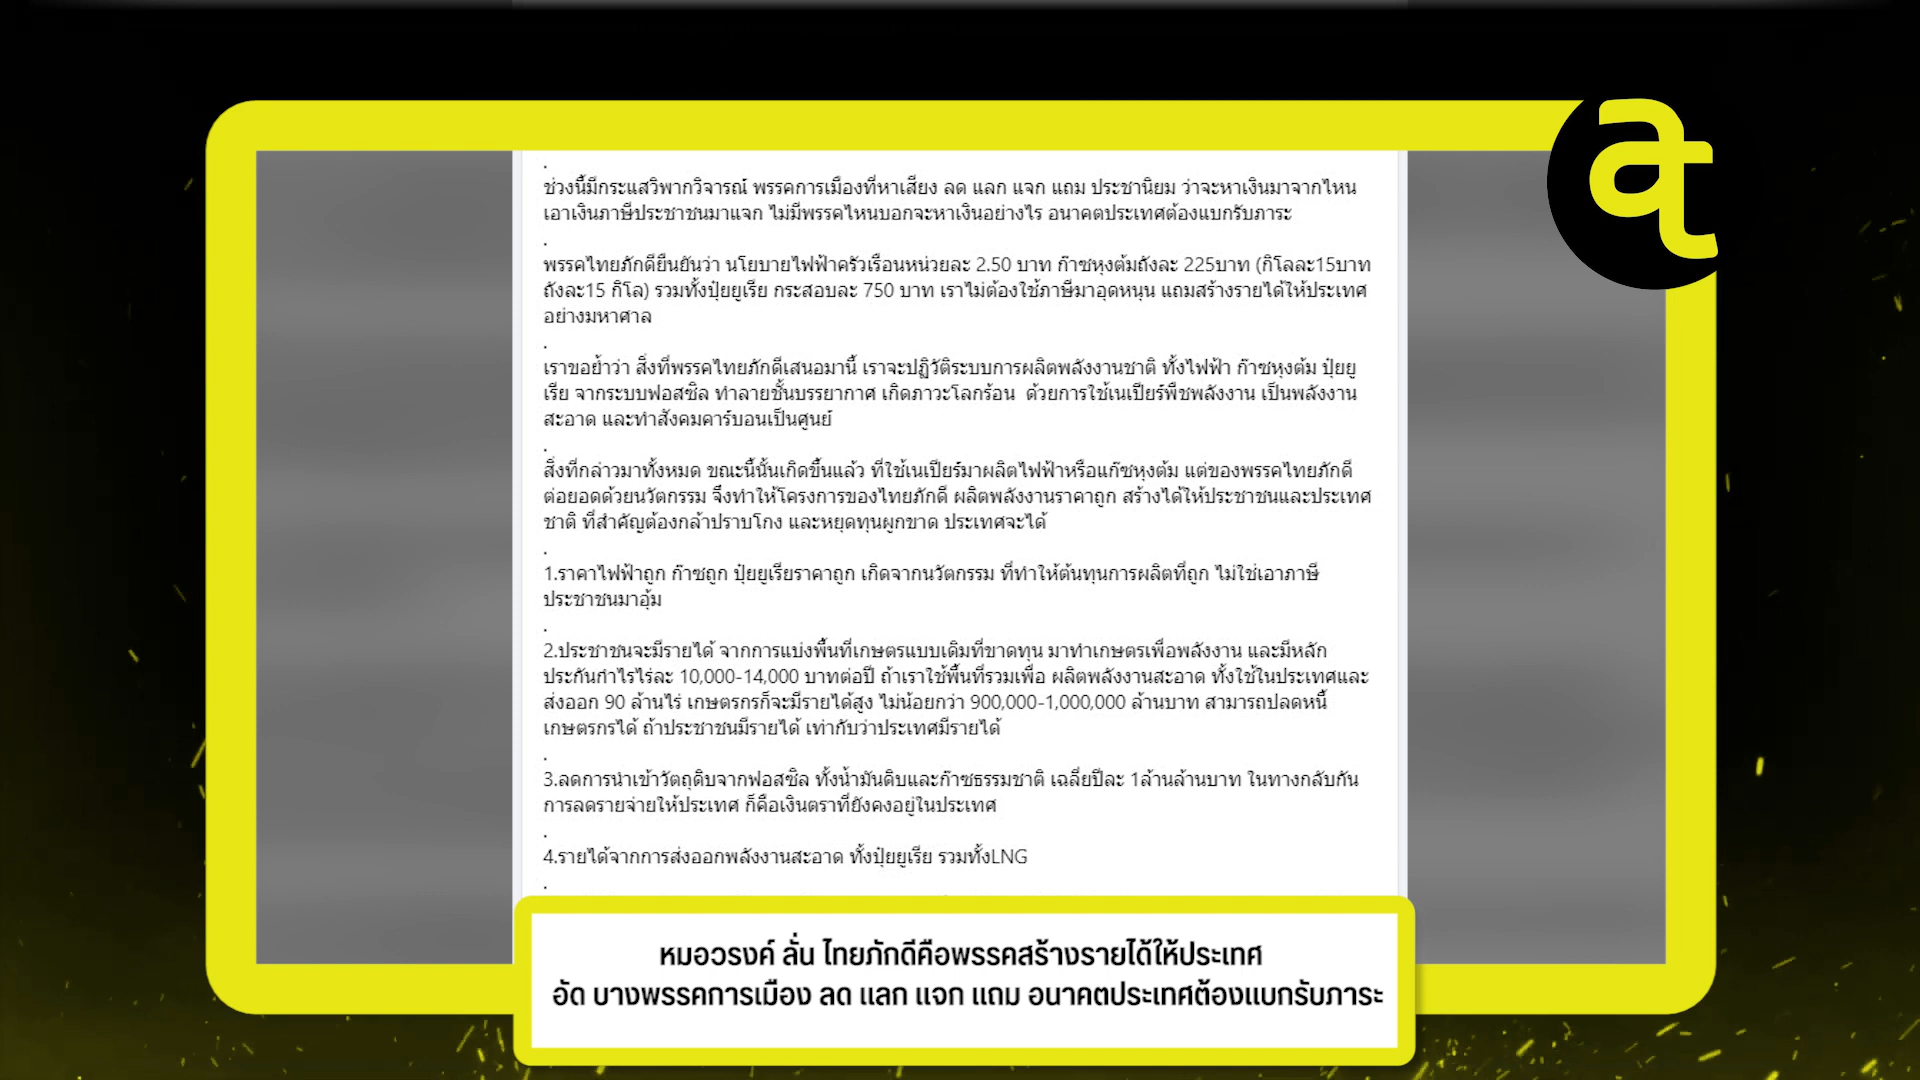 .
ช่วงนี้มีกระแสวิพากวิจารณ์ พรรคการเมืองที่หาเสียง ลด แลก แจก แถม ประชานิยม ว่าจะหาเงินมาจากไหน
เอาเงินภาษีประชาชนมาแจก ไม่มีพรรคไหนบอกจะหาเงินอย่างไร อนาคตประเทศต้องแบกรับภาระ
.
พรรคไทยภักดียืนยันว่า นโยบายไฟฟ้าครัวเรือนหน่วยละ 2.50 บาท ก๊าซหุงต้มถังละ 225บาท (กิโลละ15บาท
ถังละ15 กิโล) รวมทั้งปุ๋ยยูเรีย กระสอบละ 750 บาท เราไม่ต้องใช้ภาษีมาอุดหนุน แถมสร้างรายได้ให้ประเทศ
อย่างมหาศาล
.
เราขอย้ำว่า สิ่งที่พรรคไทยภักดีเสนอมานี้ เราจะปฏิวัติระบบการผลิตพลังงานชาติ ทั้งไฟฟ้า ก๊าซหุงต้ม ปุ๋ยยู
เรีย จากระบบฟอสซิล ทำลายชั้นบรรยากาศ เกิดภาวะโลกร้อน ด้วยการใช้เนเปียร์พืชพลังงาน เป็นพลังงาน
สะอาด และทำสังคมคาร์บอนเป็นศูนย์
.
สิ่งที่กล่าวมาทั้งหมด ขณะนี้นั้นเกิดขึ้นแล้ว ที่ใช้เนเปียร์มาผลิตไฟฟ้าหรือแก๊ซหุงต้ม แต่ของพรรคไทยภักดี
ต่อยอดด้วยนวัตกรรม จึงทำให้โครงการของไทยภักดี ผลิตพลังงานราคาถูก สร้างได้ให้ประชาชนและประเทศ
ชาติ ที่สำคัญต้องกล้าปราบโกง และหยุดทุนผูกขาด ประเทศจะได้
.
1.ราคาไฟฟ้าถูก ก๊าซถูก ปุ๋ยยูเรียราคาถูก เกิดจากนวัตกรรม ที่ทำให้ต้นทุนการผลิตที่ถูก ไม่ใช่เอาภาษี
ประชาชนมาอุ้ม
.
2.ประชาชนจะมีรายได้ จากการแบ่งพื้นที่เกษตรแบบเดิมที่ขาดทุน มาทำเกษตรเพื่อพลังงาน และมีหลัก
ประกันกำไรไร่ละ 10,000-14,000 บาทต่อปี ถ้าเราใช้พื้นที่รวมเพื่อ ผลิตพลังงานสะอาด ทั้งใช้ในประเทศและ
ส่งออก 90 ล้านไร่ เกษตรกรก็จะมีรายได้สูง ไม่น้อยกว่า 900,000-1,000,000 ล้านบาท สามารถปลดหนี้
เกษตรกรได้ ถ้าประชาชนมีรายได้ เท่ากับว่าประเทศมีรายได้
.
3.ลดการนำเข้าวัตถุดิบจากฟอสซิล ทั้งน้ำมันดิบและก๊าซธรรมชาติ เฉลี่ยปีละ 1ล้านล้านบาท ในทางกลับกัน
การลดรายจ่ายให้ประเทศ ก็คือเงินตราที่ยังคงอยู่ในประเทศ
.
4.รายได้จากการส่งออกพลังงานสะอาด ทั้งปุ๋ยยูเรีย รวมทั้งLNG
.
หมอวรงค์ ลั่น ไทยภักดีคือพรรคสร้างรายได้ให้ประเทศ
อัด บางพรรคการเมือง ลด แลก แจก แถม อนาคตประเทศต้องแบกรับภาระ